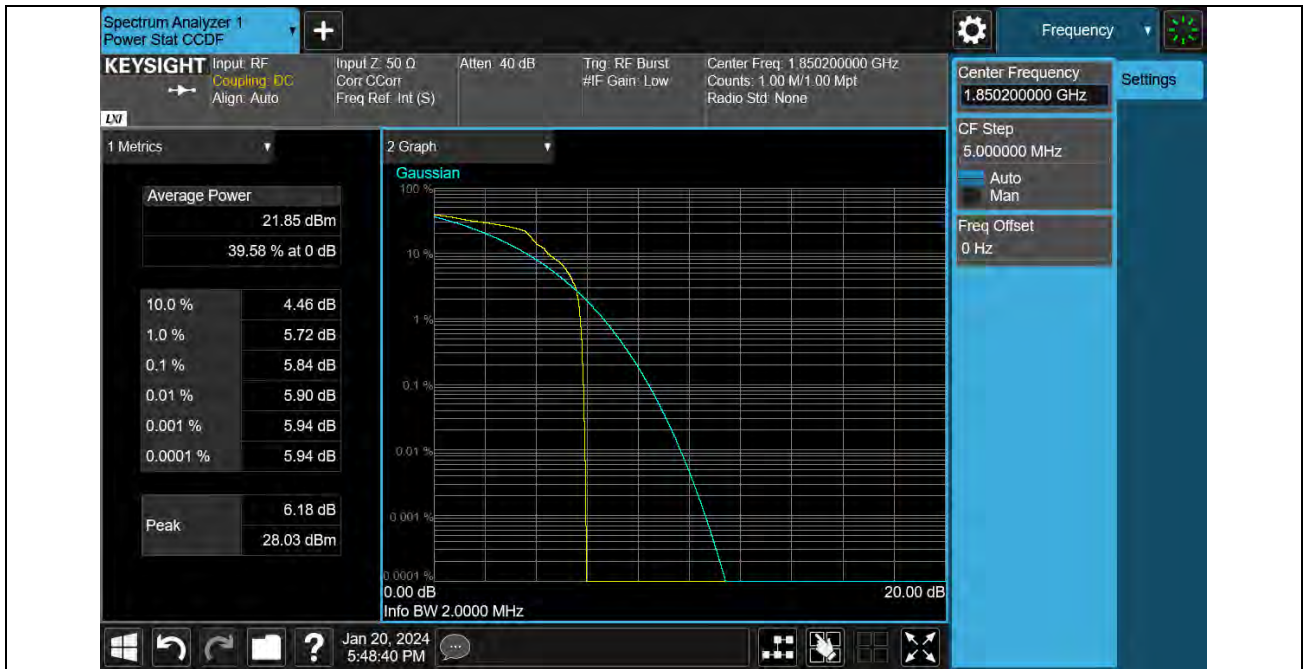 Spectrum Analyzer 1
Power Stat CCDF
Frequency
KEYSIGHT
Input: RF
Coupling: DC
Align: Auto
Input Z: 50 Ω
Corr CCorr
Freq Ref: Int (S)
Atten: 40 dB
Trig: RF Burst
#IF Gain: Low
Center Freq: 1.850200000 GHz
Counts: 1.00 M/1.00 Mpt
Radio Std: None
LXI
Center Frequency
1.850200000 GHz
Settings
CF Step
5.000000 MHz
Auto
Man
Freq Offset
0 Hz
1 Metrics
Average Power
21.85 dBm
39.58 % at 0 dB
10.0 % 4.46 dB
1.0 % 5.72 dB
0.1 % 5.84 dB
0.01 % 5.90 dB
0.001 % 5.94 dB
0.0001 % 5.94 dB
Peak
6.18 dB
28.03 dBm
2 Graph
Gaussian
100 %
10 %
1 %
0.1 %
0.01 %
0.001 %
0.0001 %
0.00 dB 20.00 dB
Info BW 2.0000 MHz
Jan 20, 2024
5:48:40 PM